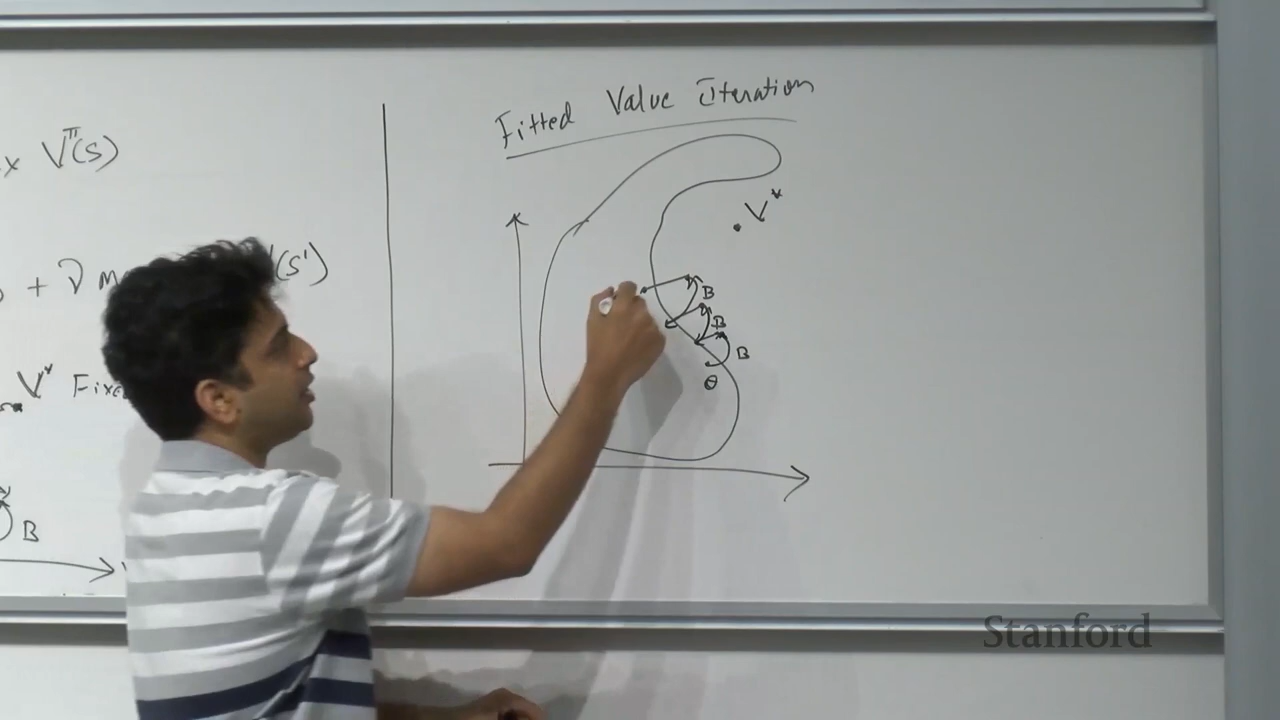 x V^π(s)
+ γ m (s')
V* Fixe
B
Fitted Value Iteration
V*
B
B
B
θ
Stanford